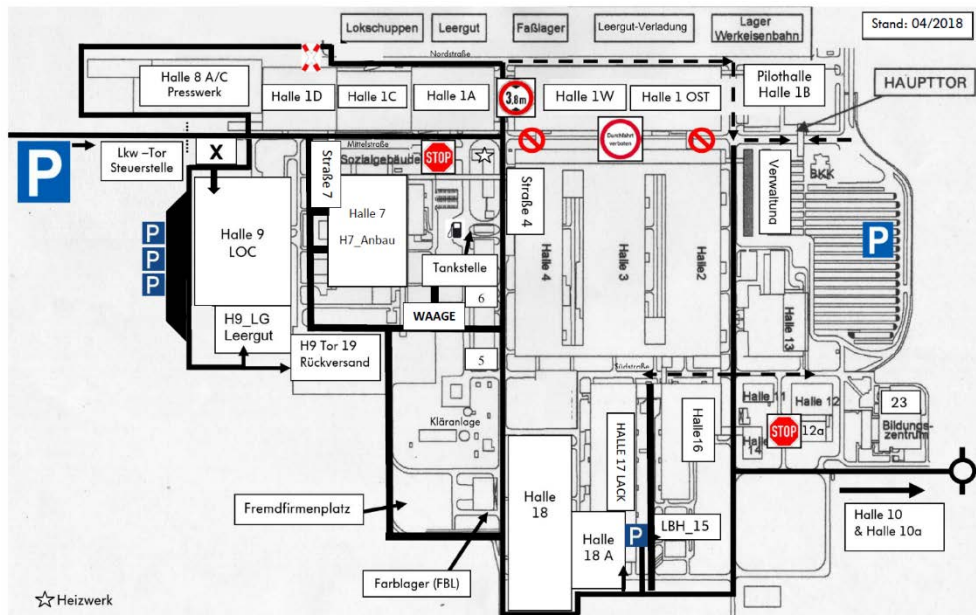 Lokschuppen
Leergut
Faßlager
Leergut-Verladung
Lager
Werkeisenbahn
Stand: 04/2018
Nordstraße
Halle 8 A/C
Presswerk
Halle 1D
Halle 1C
Halle 1A
3,8m
Halle 1W
Halle 1 OST
Pilothalle
Halle 1B
HAUPTTOR
P
Lkw –Tor
Steuerstelle
X
Straße 7
Mittelstraße
Sozialgebäude
STOP
Durchfahrt
verboten
Verwaltung
BKK
P
Halle 9
LOC
Halle 7
H7_Anbau
Straße 4
Halle 4
Halle 3
Halle2
P
P
P
Tankstelle
6
WAAGE
H9_LG
Leergut
H9 Tor 19
Rückversand
5
Halle 13
Südstraße
Kläranlage
HALLE 17 LACK
Halle16
Halle 11
Halle 12
Halle
14
STOP
12a
23
Bildungs-
zentrum
Fremdfirmenplatz
Halle
18
Halle
18 A
P
LBH_15
Halle 10
& Halle 10a
Farblager (FBL)
Heizwerk